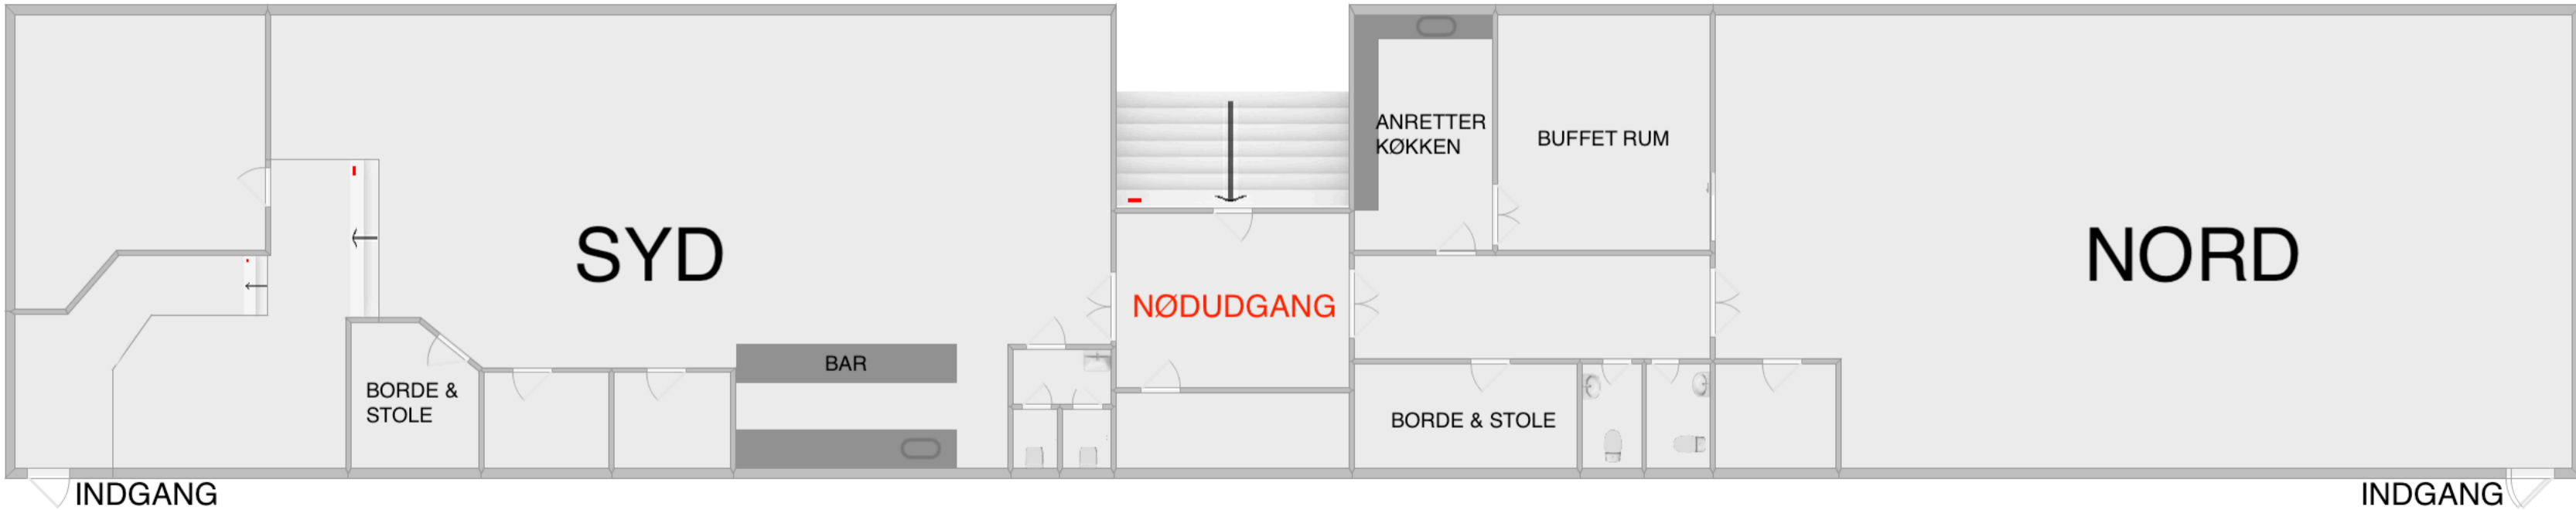 ANRETTER
KØKKEN
BUFFET RUM
SYD
NORD
NØDUDGANG
BAR
BORDE &
STOLE
BORDE & STOLE
INDGANG
INDGANG